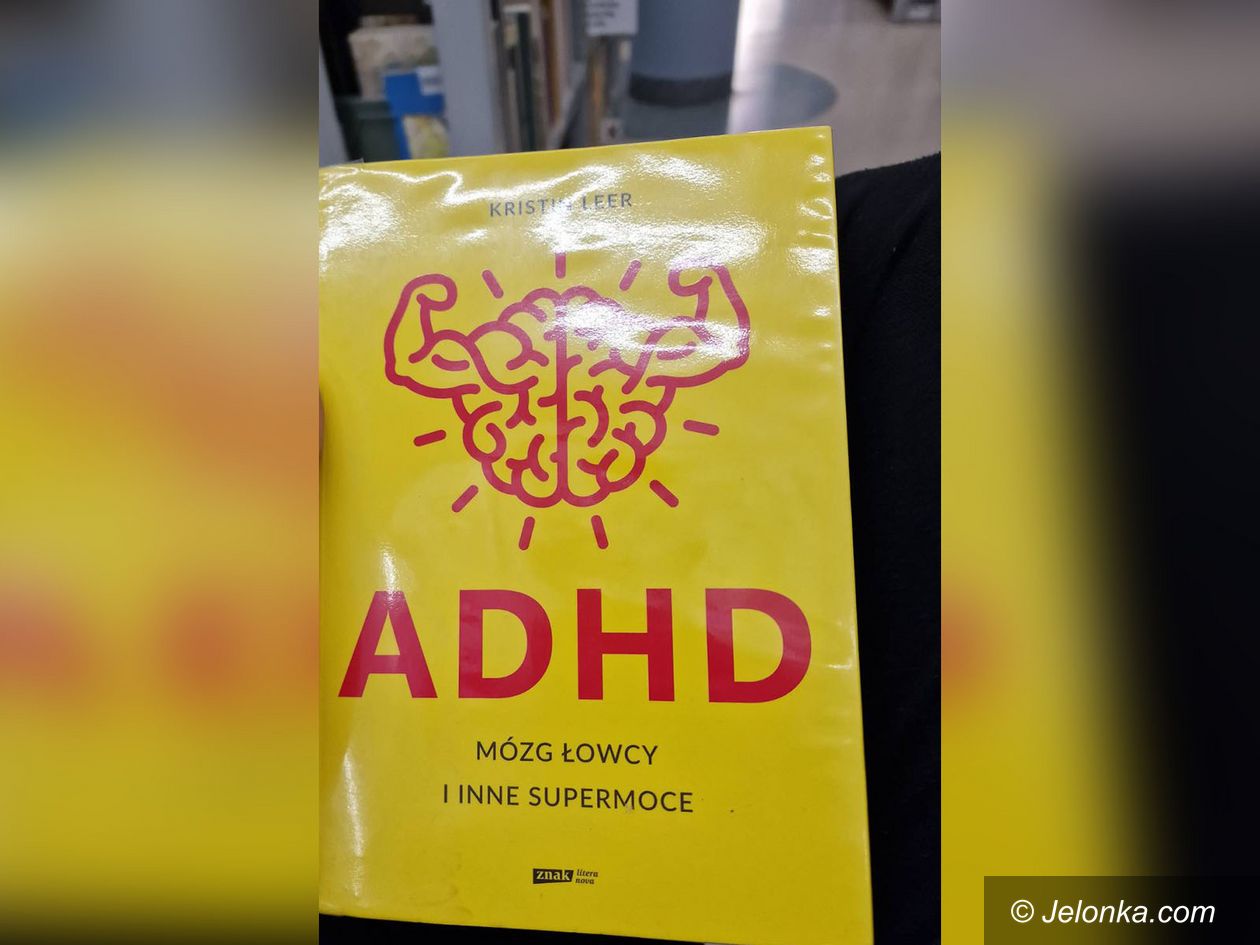 KRISTIN LEER
ADHD
MÓZG ŁOWCY
I INNE SUPERMOCE
znak litera
nova
© Jelonka.com